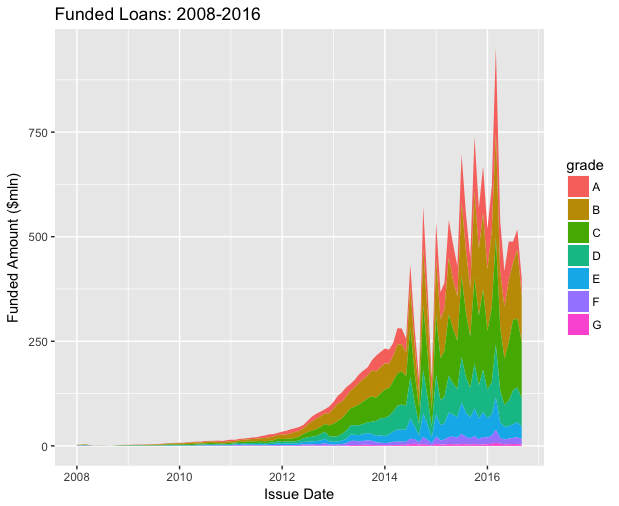 Funded Loans: 2008-2016
Funded Amount ($mln)
750
500
250
0
2008 2010 2012 2014 2016
Issue Date
grade
A
B
C
D
E
F
G